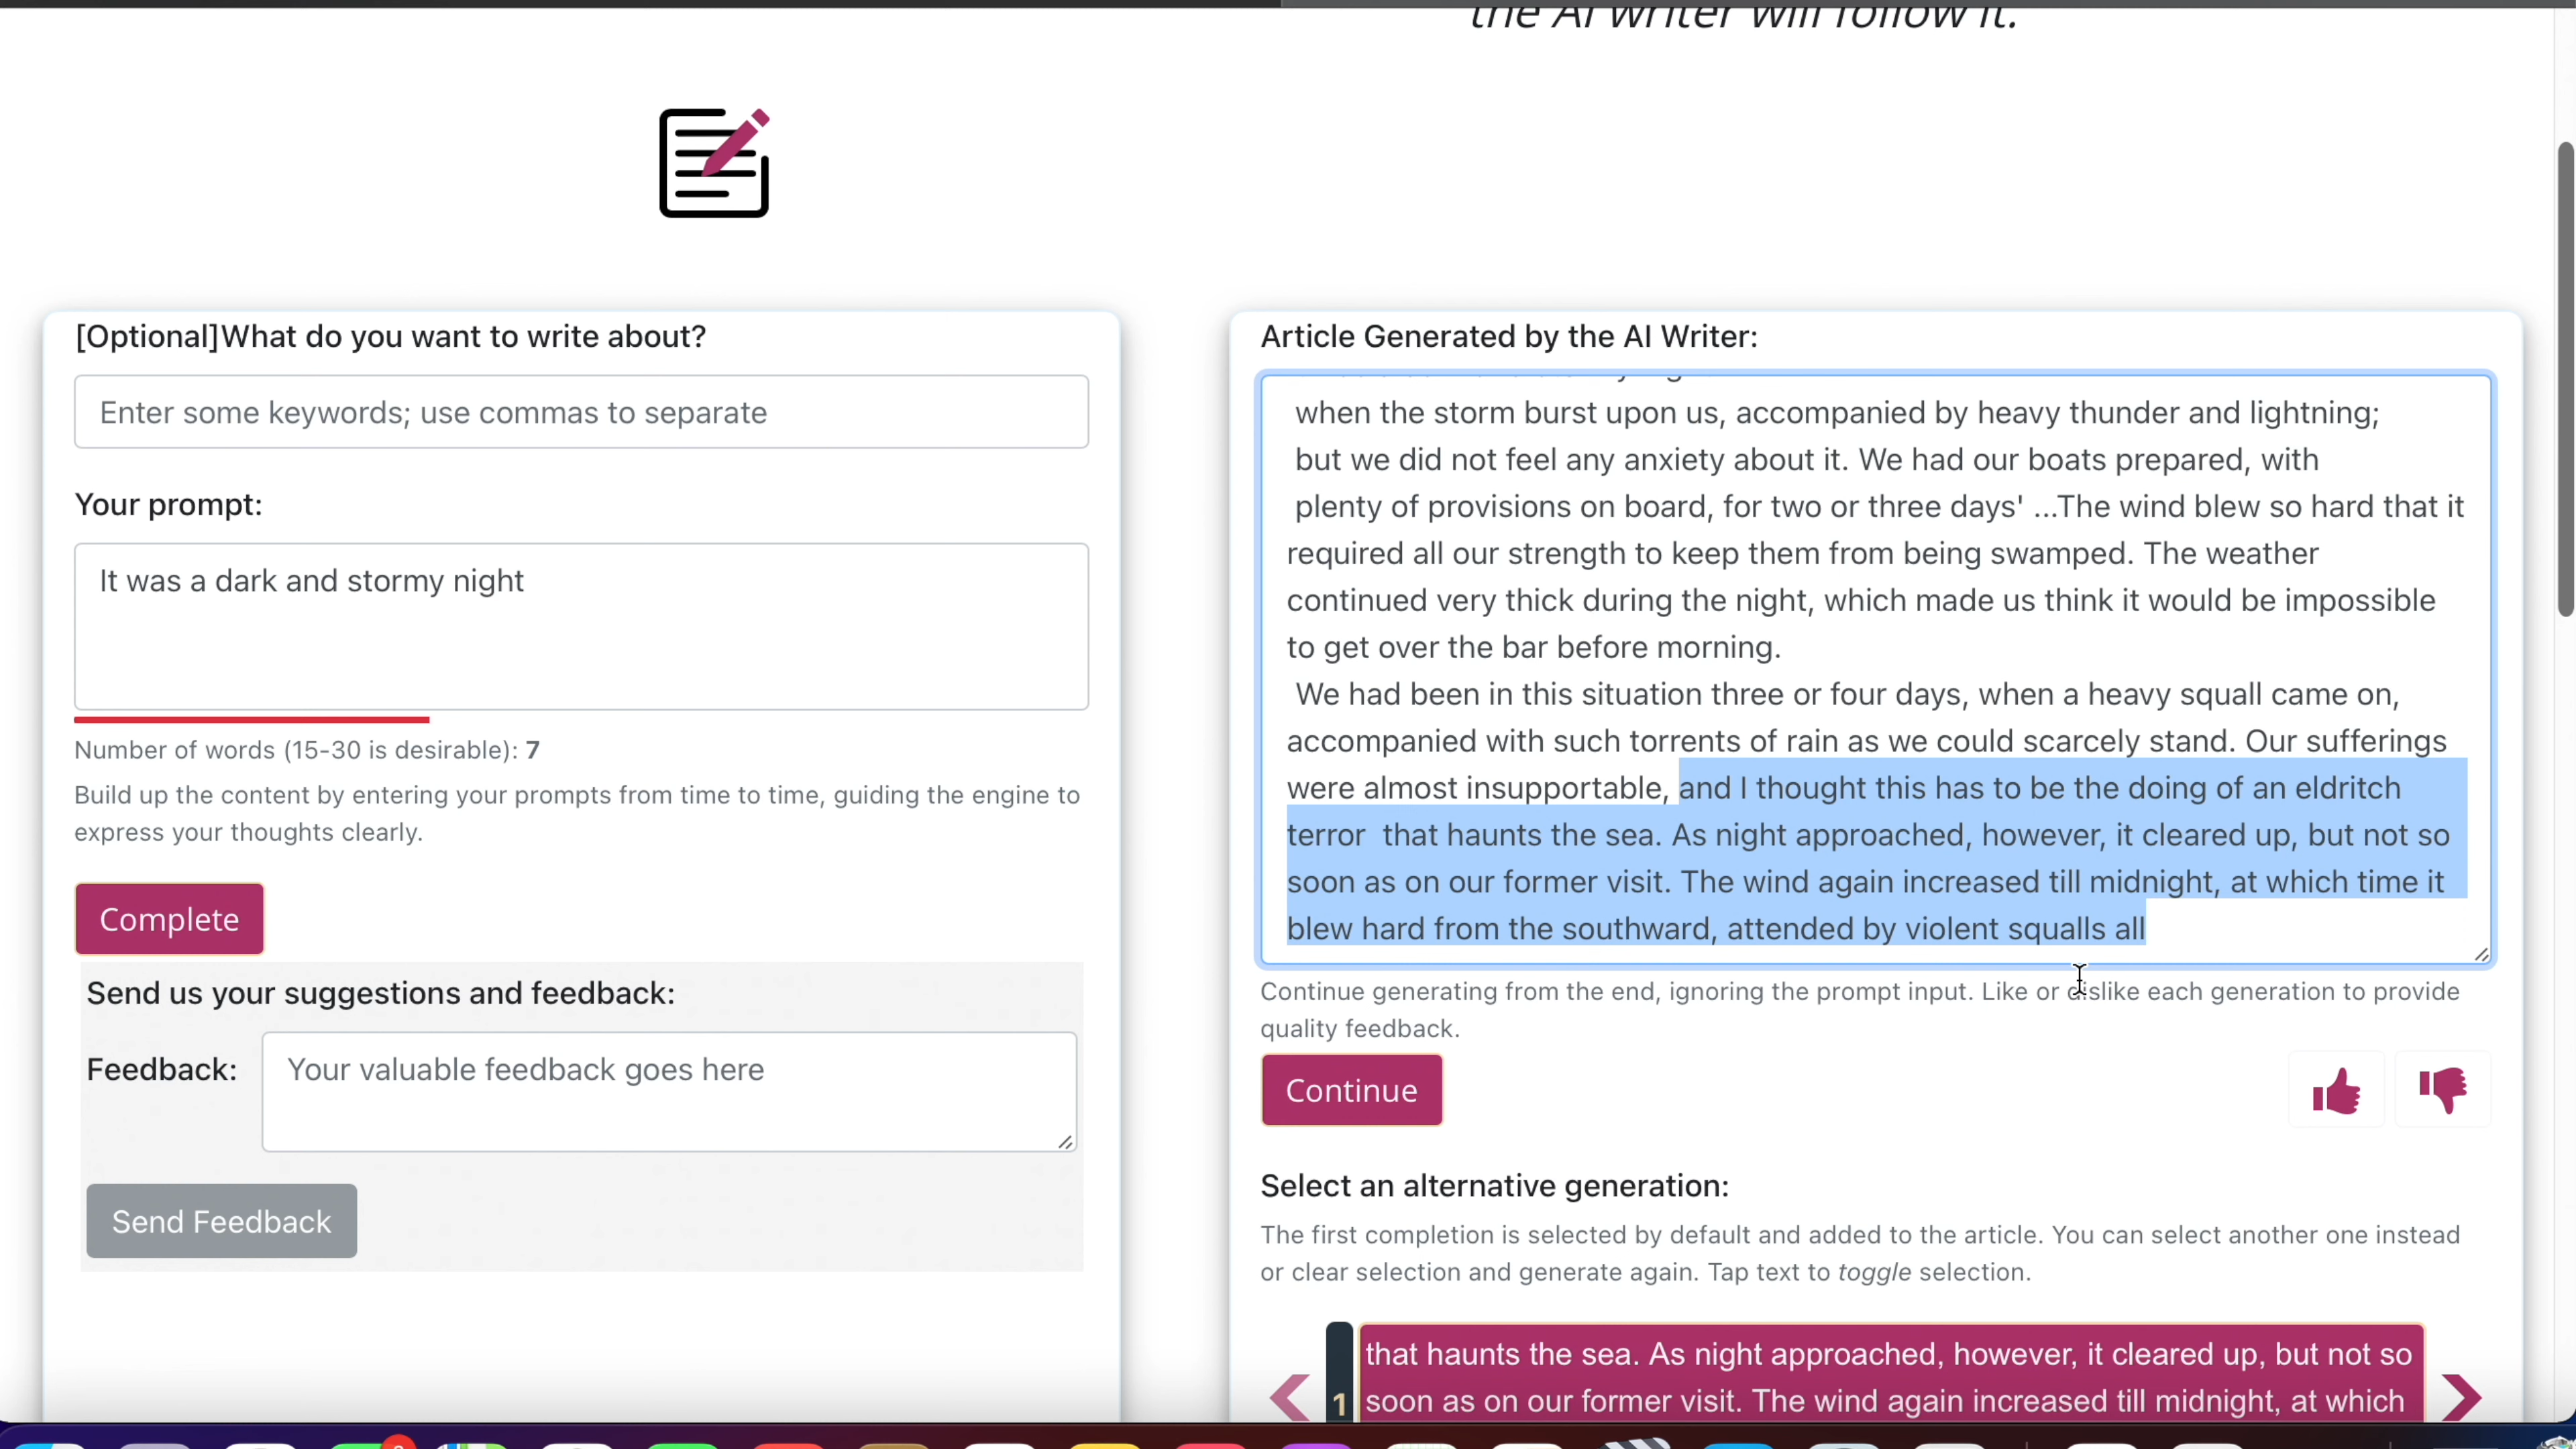 the AI writer will follow it.
[Optional]What do you want to write about?
Enter some keywords; use commas to separate
Your prompt:
It was a dark and stormy night
Number of words (15-30 is desirable): 7
Build up the content by entering your prompts from time to time, guiding the engine to
express your thoughts clearly.
Complete
Send us your suggestions and feedback:
Feedback:
Your valuable feedback goes here
Send Feedback
Article Generated by the AI Writer:
when the storm burst upon us, accompanied by heavy thunder and lightning;
but we did not feel any anxiety about it. We had our boats prepared, with
plenty of provisions on board, for two or three days' ...The wind blew so hard that it
required all our strength to keep them from being swamped. The weather
continued very thick during the night, which made us think it would be impossible
to get over the bar before morning.
We had been in this situation three or four days, when a heavy squall came on,
accompanied with such torrents of rain as we could scarcely stand. Our sufferings
were almost insupportable, and I thought this has to be the doing of an eldritch
terror  that haunts the sea. As night approached, however, it cleared up, but not so
soon as on our former visit. The wind again increased till midnight, at which time it
blew hard from the southward, attended by violent squalls all
Continue generating from the end, ignoring the prompt input. Like or dislike each generation to provide
quality feedback.
Continue
Select an alternative generation:
The first completion is selected by default and added to the article. You can select another one instead
or clear selection and generate again. Tap text to toggle selection.
1
that haunts the sea. As night approached, however, it cleared up, but not so
soon as on our former visit. The wind again increased till midnight, at which